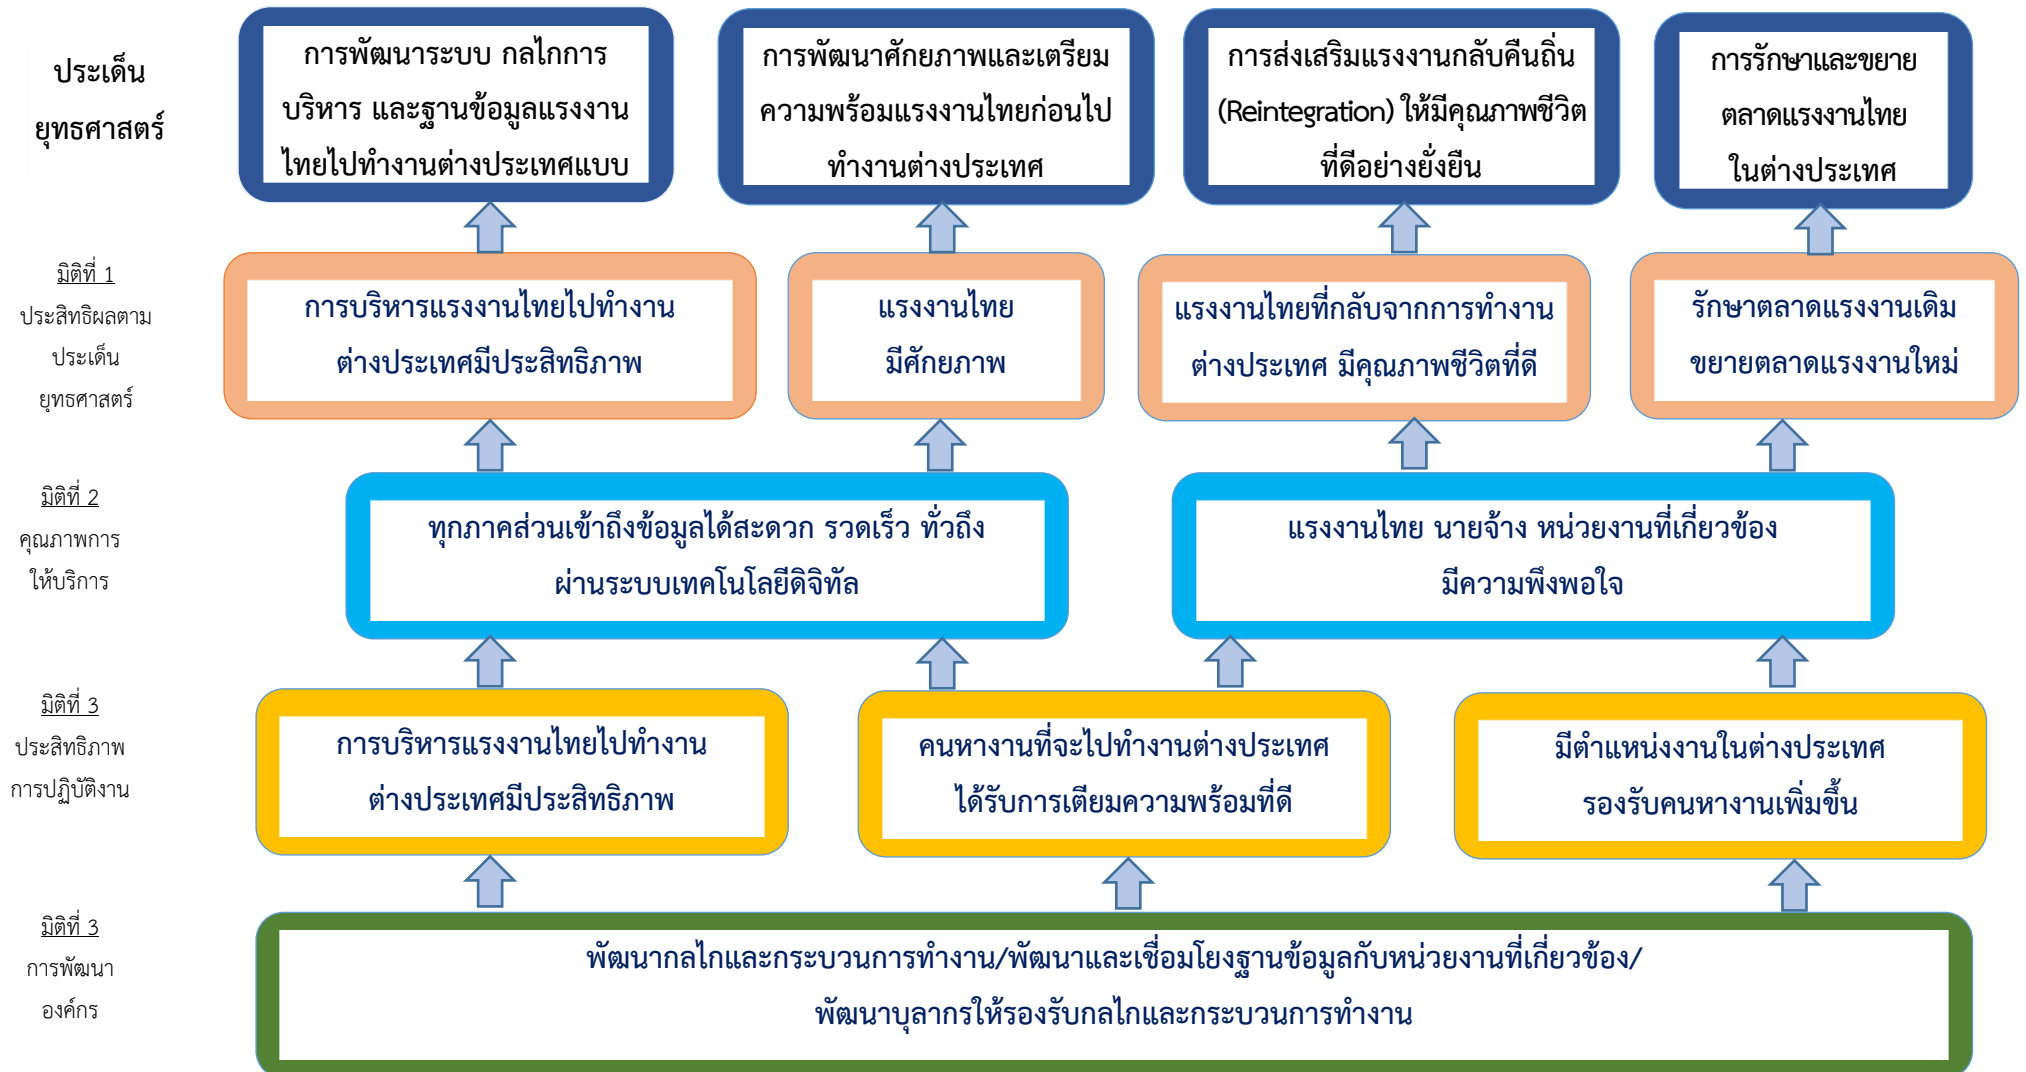 ประเด็น
ยุทธศาสตร์
การพัฒนาระบบ กลไกการ
บริหาร และฐานข้อมูลแรงงาน
ไทยไปทำงานต่างประเทศแบบ
การพัฒนาศักยภาพและเตรียม
ความพร้อมแรงงานไทยก่อนไป
ทำงานต่างประเทศ
การส่งเสริมแรงงานกลับคืนถิ่น
(Reintegration) ให้มีคุณภาพชีวิต
ที่ดีอย่างยั่งยืน
การรักษาและขยาย
ตลาดแรงงานไทย
ในต่างประเทศ
มิติที่ 1
ประสิทธิผลตาม
ประเด็น
ยุทธศาสตร์
การบริหารแรงงานไทยไปทำงาน
ต่างประเทศมีประสิทธิภาพ
แรงงานไทย
มีศักยภาพ
แรงงานไทยที่กลับจากการทำงาน
ต่างประเทศ มีคุณภาพชีวิตที่ดี
รักษาตลาดแรงงานเดิม
ขยายตลาดแรงงานใหม่
มิติที่ 2
คุณภาพการ
ให้บริการ
ทุกภาคส่วนเข้าถึงข้อมูลได้สะดวก รวดเร็ว ทั่วถึง
ผ่านระบบเทคโนโลยีดิจิทัล
แรงงานไทย นายจ้าง หน่วยงานที่เกี่ยวข้อง
มีความพึงพอใจ
มิติที่ 3
ประสิทธิภาพ
การปฏิบัติงาน
การบริหารแรงงานไทยไปทำงาน
ต่างประเทศมีประสิทธิภาพ
คนหางานที่จะไปทำงานต่างประเทศ
ได้รับการเตียมความพร้อมที่ดี
มีตำแหน่งงานในต่างประเทศ
รองรับคนหางานเพิ่มขึ้น
มิติที่ 3
การพัฒนา
องค์กร
พัฒนากลไกและกระบวนการทำงาน/พัฒนาและเชื่อมโยงฐานข้อมูลกับหน่วยงานที่เกี่ยวข้อง/
พัฒนาบุลากรให้รองรับกลไกและกระบวนการทำงาน